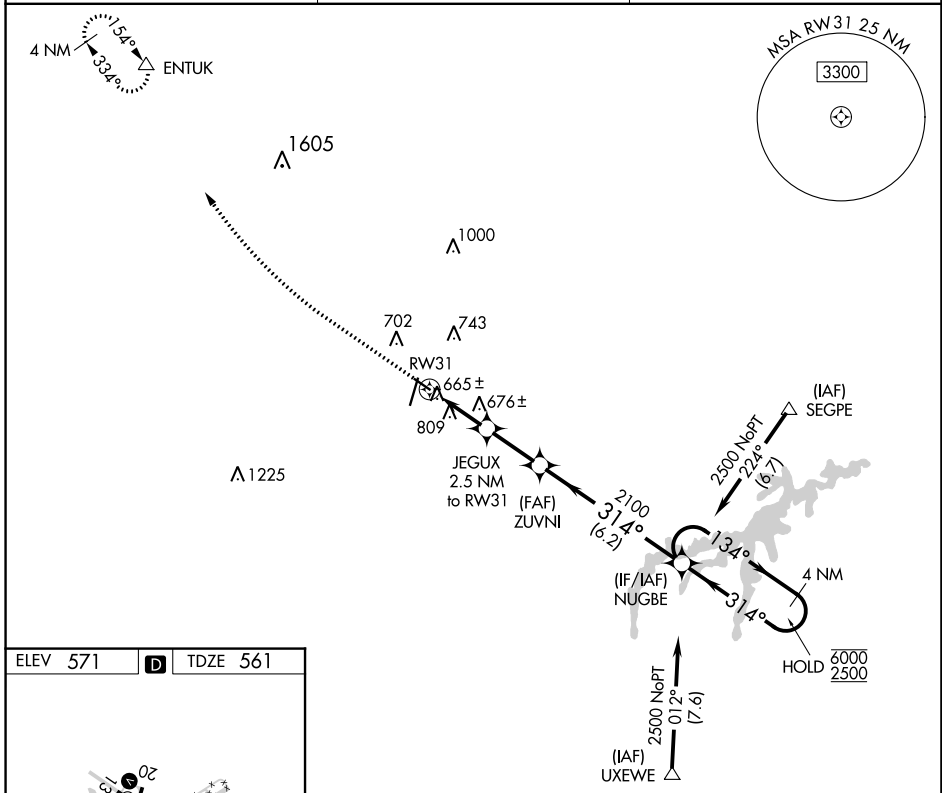 4 NM
154°
334°
ENTUK
MSA RW31 25 NM
3300
1605
1000
702
743
RW31
665±
676±
809
1225
JEGUX
2.5 NM
to RW31
(FAF)
ZUVNI
2100
314°
(6.2)
(IAF)
SEGPE
2500 NoPT
224°
(6.7)
(IF/IAF)
NUGBE
134°
314°
4 NM
HOLD
6000
2500
2500 NoPT
012°
(7.6)
(IAF)
UXEWE
ELEV 571
D
TDZE 561
V
20
13